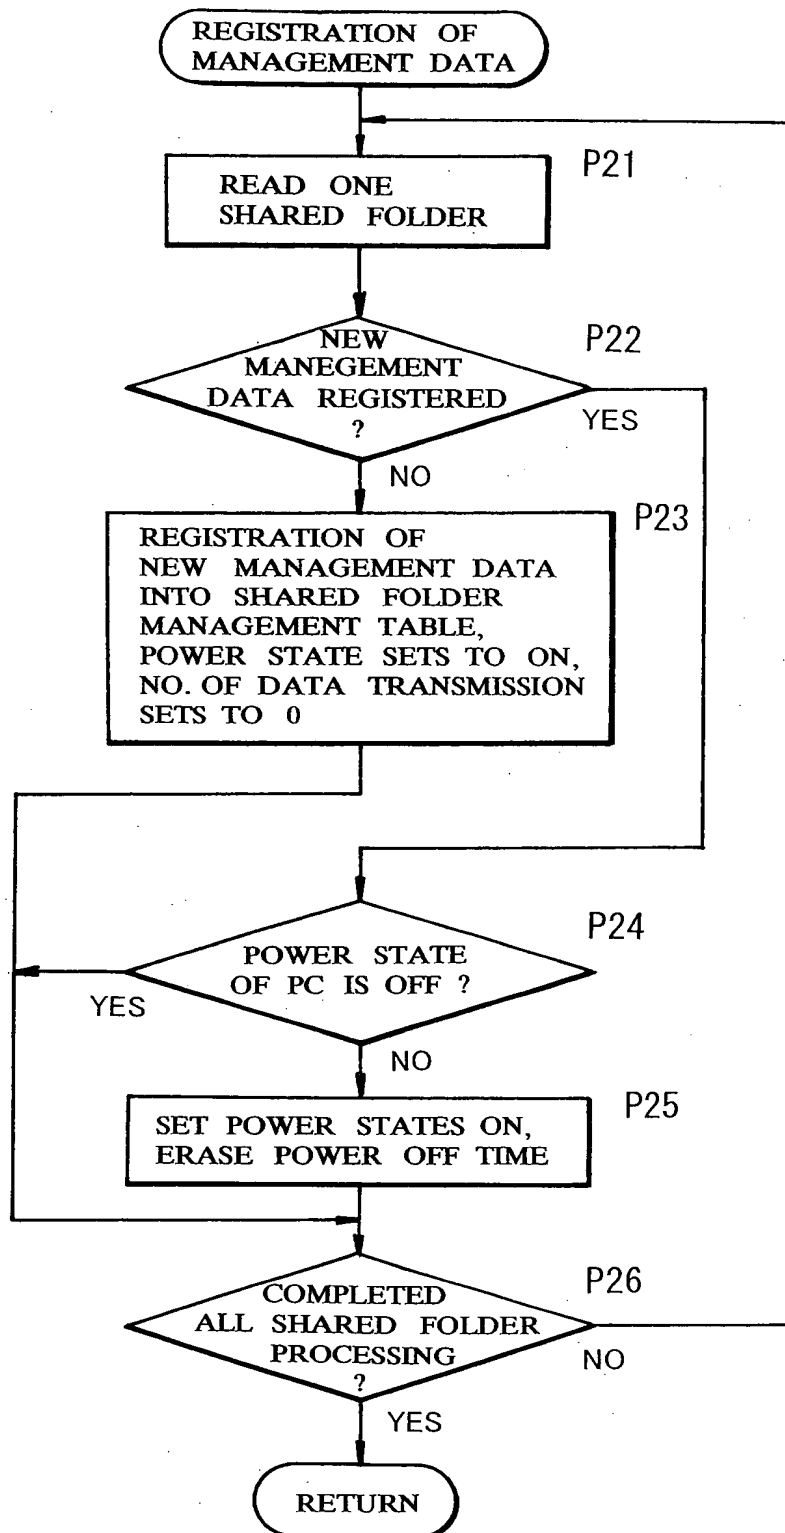 REGISTRATION OF
MANAGEMENT DATA
P21
READ ONE
SHARED FOLDER
P22
NEW
MANEGEMENT
DATA REGISTERED
?
YES
NO
P23
REGISTRATION OF
NEW MANAGEMENT DATA
INTO SHARED FOLDER
MANAGEMENT TABLE,
POWER STATE SETS TO ON,
NO. OF DATA TRANSMISSION
SETS TO 0
P24
POWER STATE
OF PC IS OFF ?
YES
NO
P25
SET POWER STATES ON,
ERASE POWER OFF TIME
P26
COMPLETED
ALL SHARED FOLDER
PROCESSING
?
NO
YES
RETURN